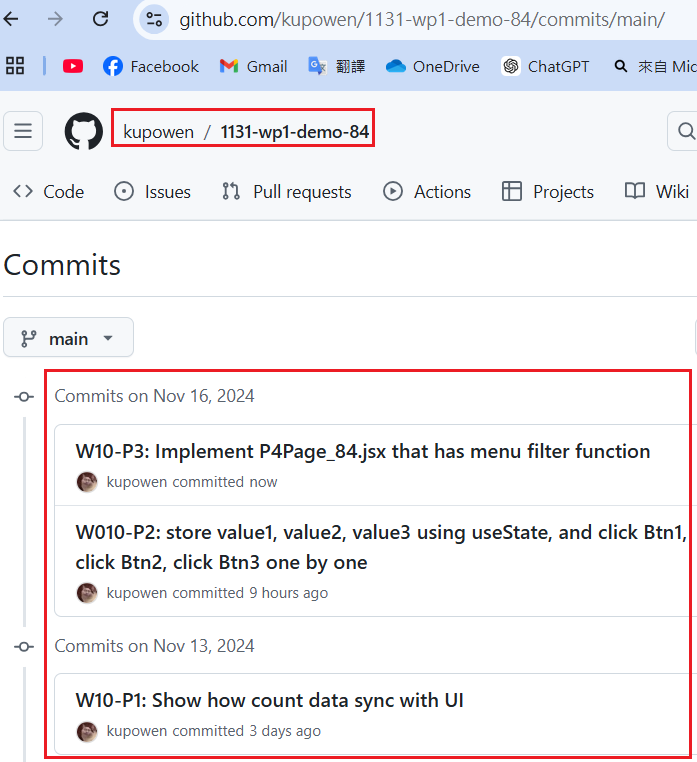 github.com/kupowen/1131-wp1-demo-84/commits/main/
Facebook Gmail 翻譯 OneDrive ChatGPT 來自 Mic
kupowen / 1131-wp1-demo-84
Code Issues Pull requests Actions Projects Wiki
Commits
main
Commits on Nov 16, 2024
W10-P3: Implement P4Page_84.jsx that has menu filter function
kupowen committed now
W010-P2: store value1, value2, value3 using useState, and click Btn1,
click Btn2, click Btn3 one by one
kupowen committed 9 hours ago
Commits on Nov 13, 2024
W10-P1: Show how count data sync with UI
kupowen committed 3 days ago